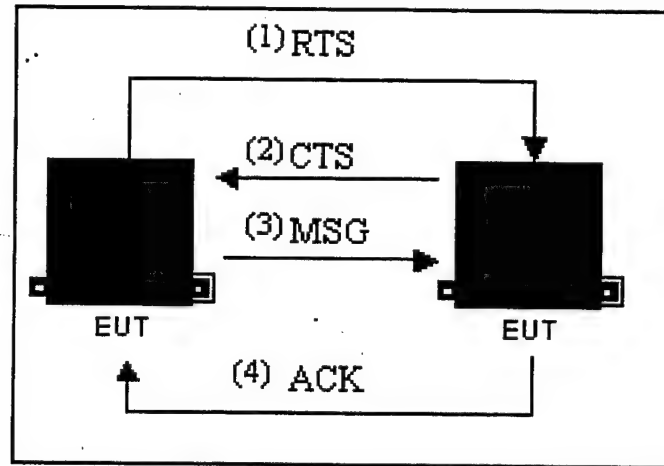 (1) RTS
(2) CTS
(3) MSG
EUT
EUT
(4) ACK